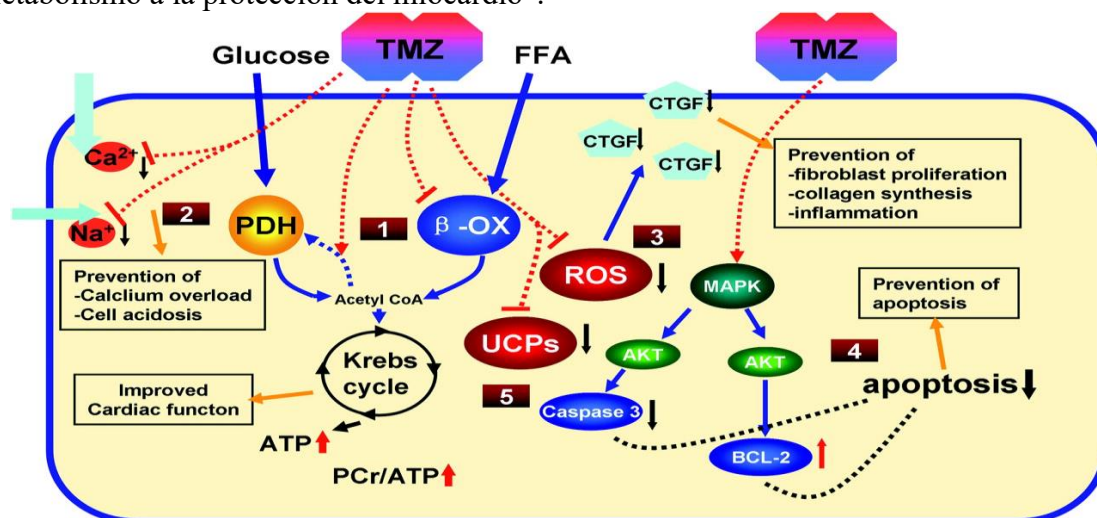 metabolismo a la protección del miocardio".
TMZ
TMZ
Glucose
FFA
CTGF
CTGF
CTGF
Ca2+
Na+
2
PDH
1
β-OX
3
ROS
MAPK
Prevention of
-fibroblast proliferation
-collagen synthesis
-inflammation
Prevention of
-Calclium overload
-Cell acidosis
Acetyl CoA
UCPs
AKT
AKT
4
Prevention of
apoptosis
Krebs
cycle
Improved
Cardiac functon
5
Caspase 3
apoptosis
ATP
PCr/ATP
BCL-2